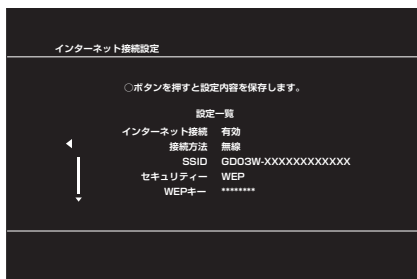 インターネット接続設定
○ボタンを押すと設定内容を保存します。
設定一覧
インターネット接続 有効
接続方法 無線
SSID GD03W-XXXXXXXXXXXX
セキュリティー WEP
WEPキー ********